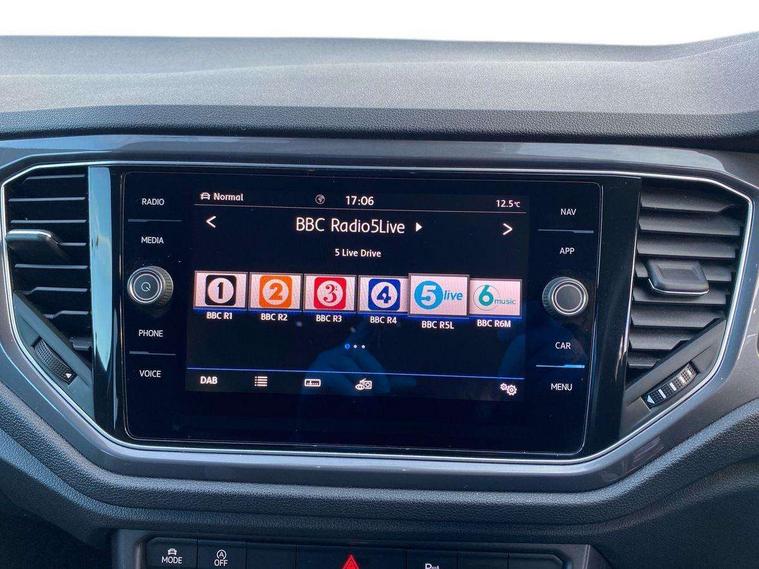 RADIO
MEDIA
PHONE
VOICE
Normal 17:06 12.5°C
< BBC Radio5Live >
5 Live Drive
1 2 3 4 5 live 6 music
BBC R1 BBC R2 BBC R3 BBC R4 BBC R5L BBC R6M
DAB
NAV
APP
CAR
MENU
MODE
A OFF
P